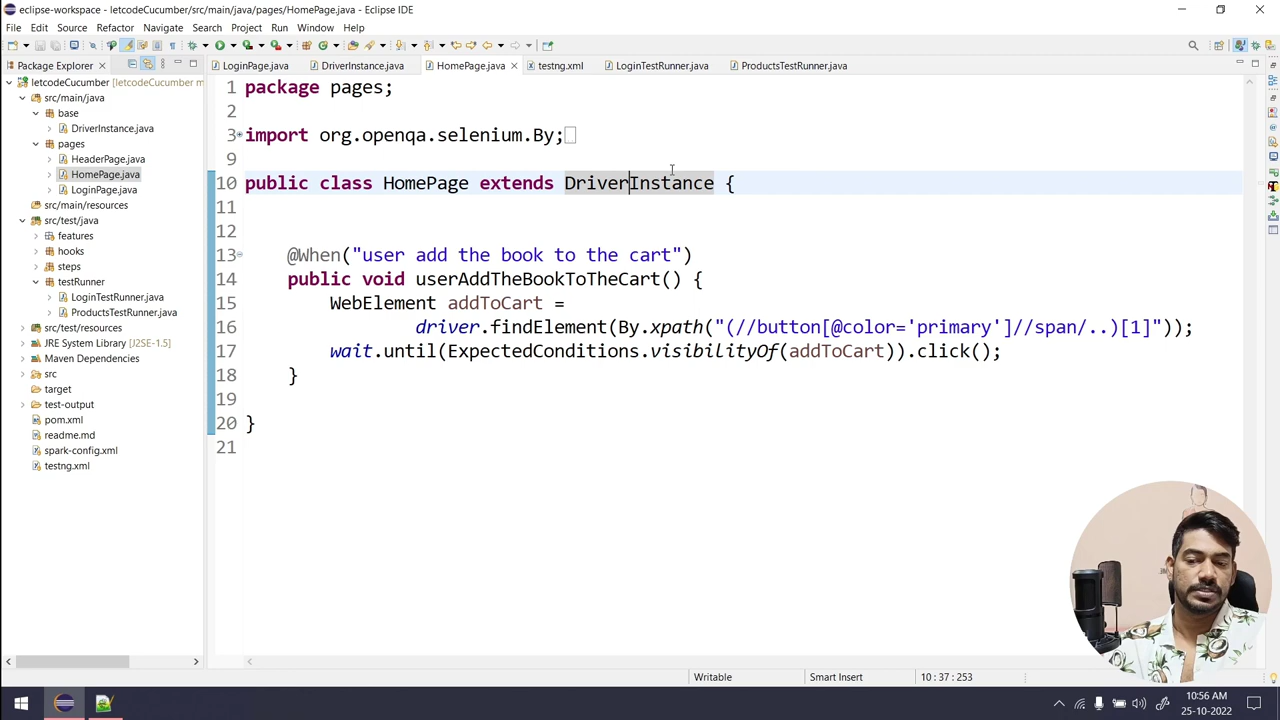 eclipse-workspace - letcodeCucumber/src/main/java/pages/HomePage.java - Eclipse IDE
File Edit Source Refactor Navigate Search Project Run Window Help
Package Explorer
LoginPage.java DriverInstance.java HomePage.java testng.xml LoginTestRunner.java ProductsTestRunner.java
letcodeCucumber [letcodeCucumber m
src/main/java
base
DriverInstance.java
pages
HeaderPage.java
HomePage.java
LoginPage.java
src/main/resources
src/test/java
features
hooks
steps
testRunner
LoginTestRunner.java
ProductsTestRunner.java
src/test/resources
JRE System Library [J2SE-1.5]
Maven Dependencies
src
target
test-output
pom.xml
readme.md
spark-config.xml
testng.xml
1 package pages;
2
3 import org.openqa.selenium.By;
9
10 public class HomePage extends DriverInstance {
11
12
13 @When("user add the book to the cart")
14 public void userAddTheBookToTheCart() {
15 WebElement addToCart =
16 driver.findElement(By.xpath("(//button[@color='primary']//span/..)[1]"));
17 wait.until(ExpectedConditions.visibilityOf(addToCart)).click();
18 }
19
20 }
21
Writable Smart Insert 10 : 37 : 253
10:56 AM
25-10-2022